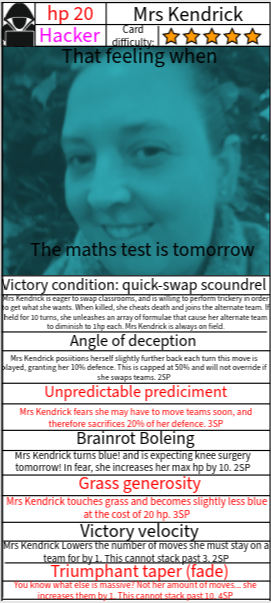 hp 20
Mrs Kendrick
Hacker
Card
difficulty:
That feeling when
The maths test is tomorrow
Victory condition: quick-swap scoundrel
Mrs Kendrick is eager to swap classrooms, and is willing to perform trickery in order
to get what she wants. When killed, she cheats death and joins the alternate team. If
held for 10 turns, she unleashes an array of formulae that cause her alternate team
to diminish to 1hp each. Mrs Kendrick is always on field.
Angle of deception
Mrs Kendrick posiitions herself slightly further back each turn this move is
played, granting her 10% defence. This is capped at 50% and will not override if
she swaps teams. 2SP
Unpredictable prediciment
Mrs Kendrick fears she may have to move teams soon, and
therefore sacrifices 20% of her defence. 3SP
Brainrot Boleing
Mrs Kendrick turns blue! and is expecting knee surgery
tomorrow! In fear, she increases her max hp by 10. 2SP
Grass generosity
Mrs Kendrick touches grass and becomes slightly less blue
at the cost of 20 hp. 3SP
Victory velocity
Mrs Kendrick Lowers the number of moves she must stay on a
team for by 1. This cannot stack past 3. 2SP
Triumphant taper (fade)
You know what else is massive? Not her amount of moves... she
increases them by 1. This cannot stack past 10. 4SP